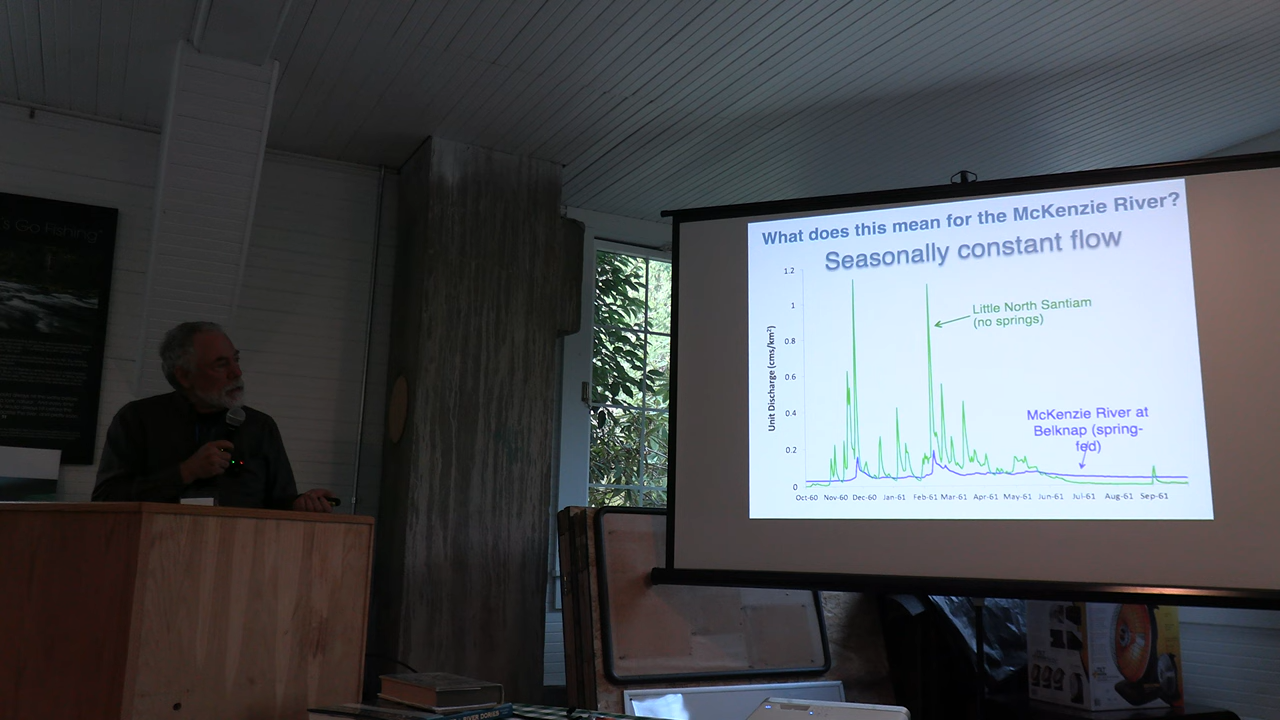 's Go Fishing
What does this mean for the McKenzie River?
Seasonally constant flow
1.2
1
0.8
0.6
0.4
0.2
0
Unit Discharge (cms/km²)
Little North Santiam
(no springs)
McKenzie River at
Belknap (spring-
fed)
Oct-60 Nov-60 Dec-60 Jan-61 Feb-61 Mar-61 Apr-61 May-61 Jun-61 Jul-61 Aug-61 Sep-61